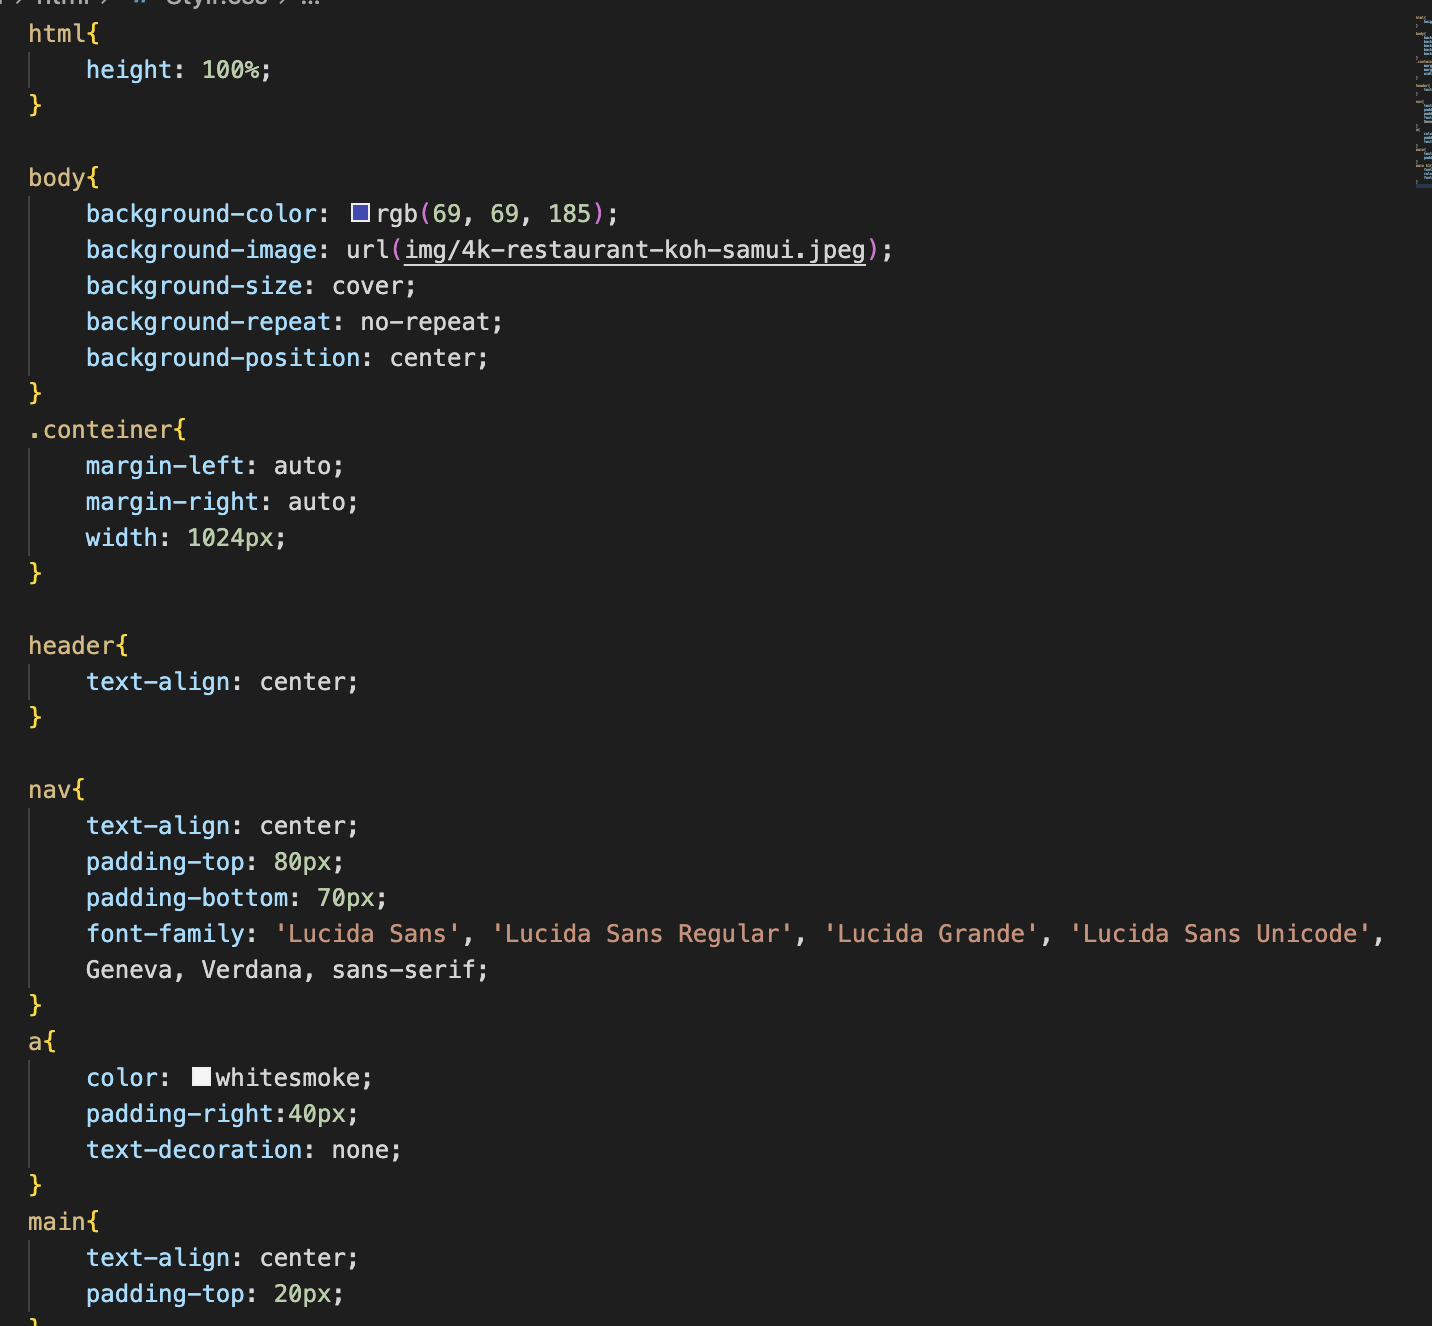 html{
height: 100%;
}
body{
background-color: rgb(69, 69, 185);
background-image: url(img/4k-restaurant-koh-samui.jpeg);
background-size: cover;
background-repeat: no-repeat;
background-position: center;
}
.conteiner{
margin-left: auto;
margin-right: auto;
width: 1024px;
}
header{
text-align: center;
}
nav{
text-align: center;
padding-top: 80px;
padding-bottom: 70px;
font-family: 'Lucida Sans', 'Lucida Sans Regular', 'Lucida Grande', 'Lucida Sans Unicode',
Geneva, Verdana, sans-serif;
}
a{
color: whitesmoke;
padding-right:40px;
text-decoration: none;
}
main{
text-align: center;
padding-top: 20px;
}